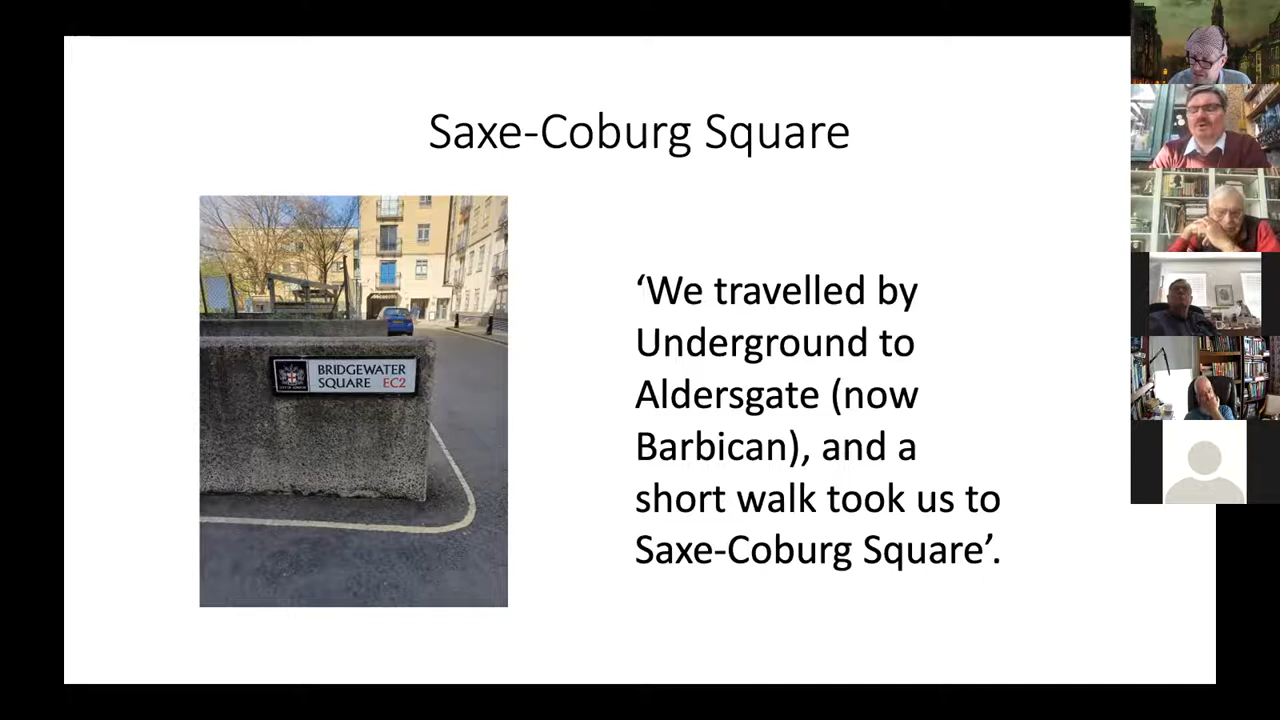 Saxe-Coburg Square
BRIDGEWATER
SQUARE EC2
‘We travelled by
Underground to
Aldersgate (now
Barbican), and a
short walk took us to
Saxe-Coburg Square’.